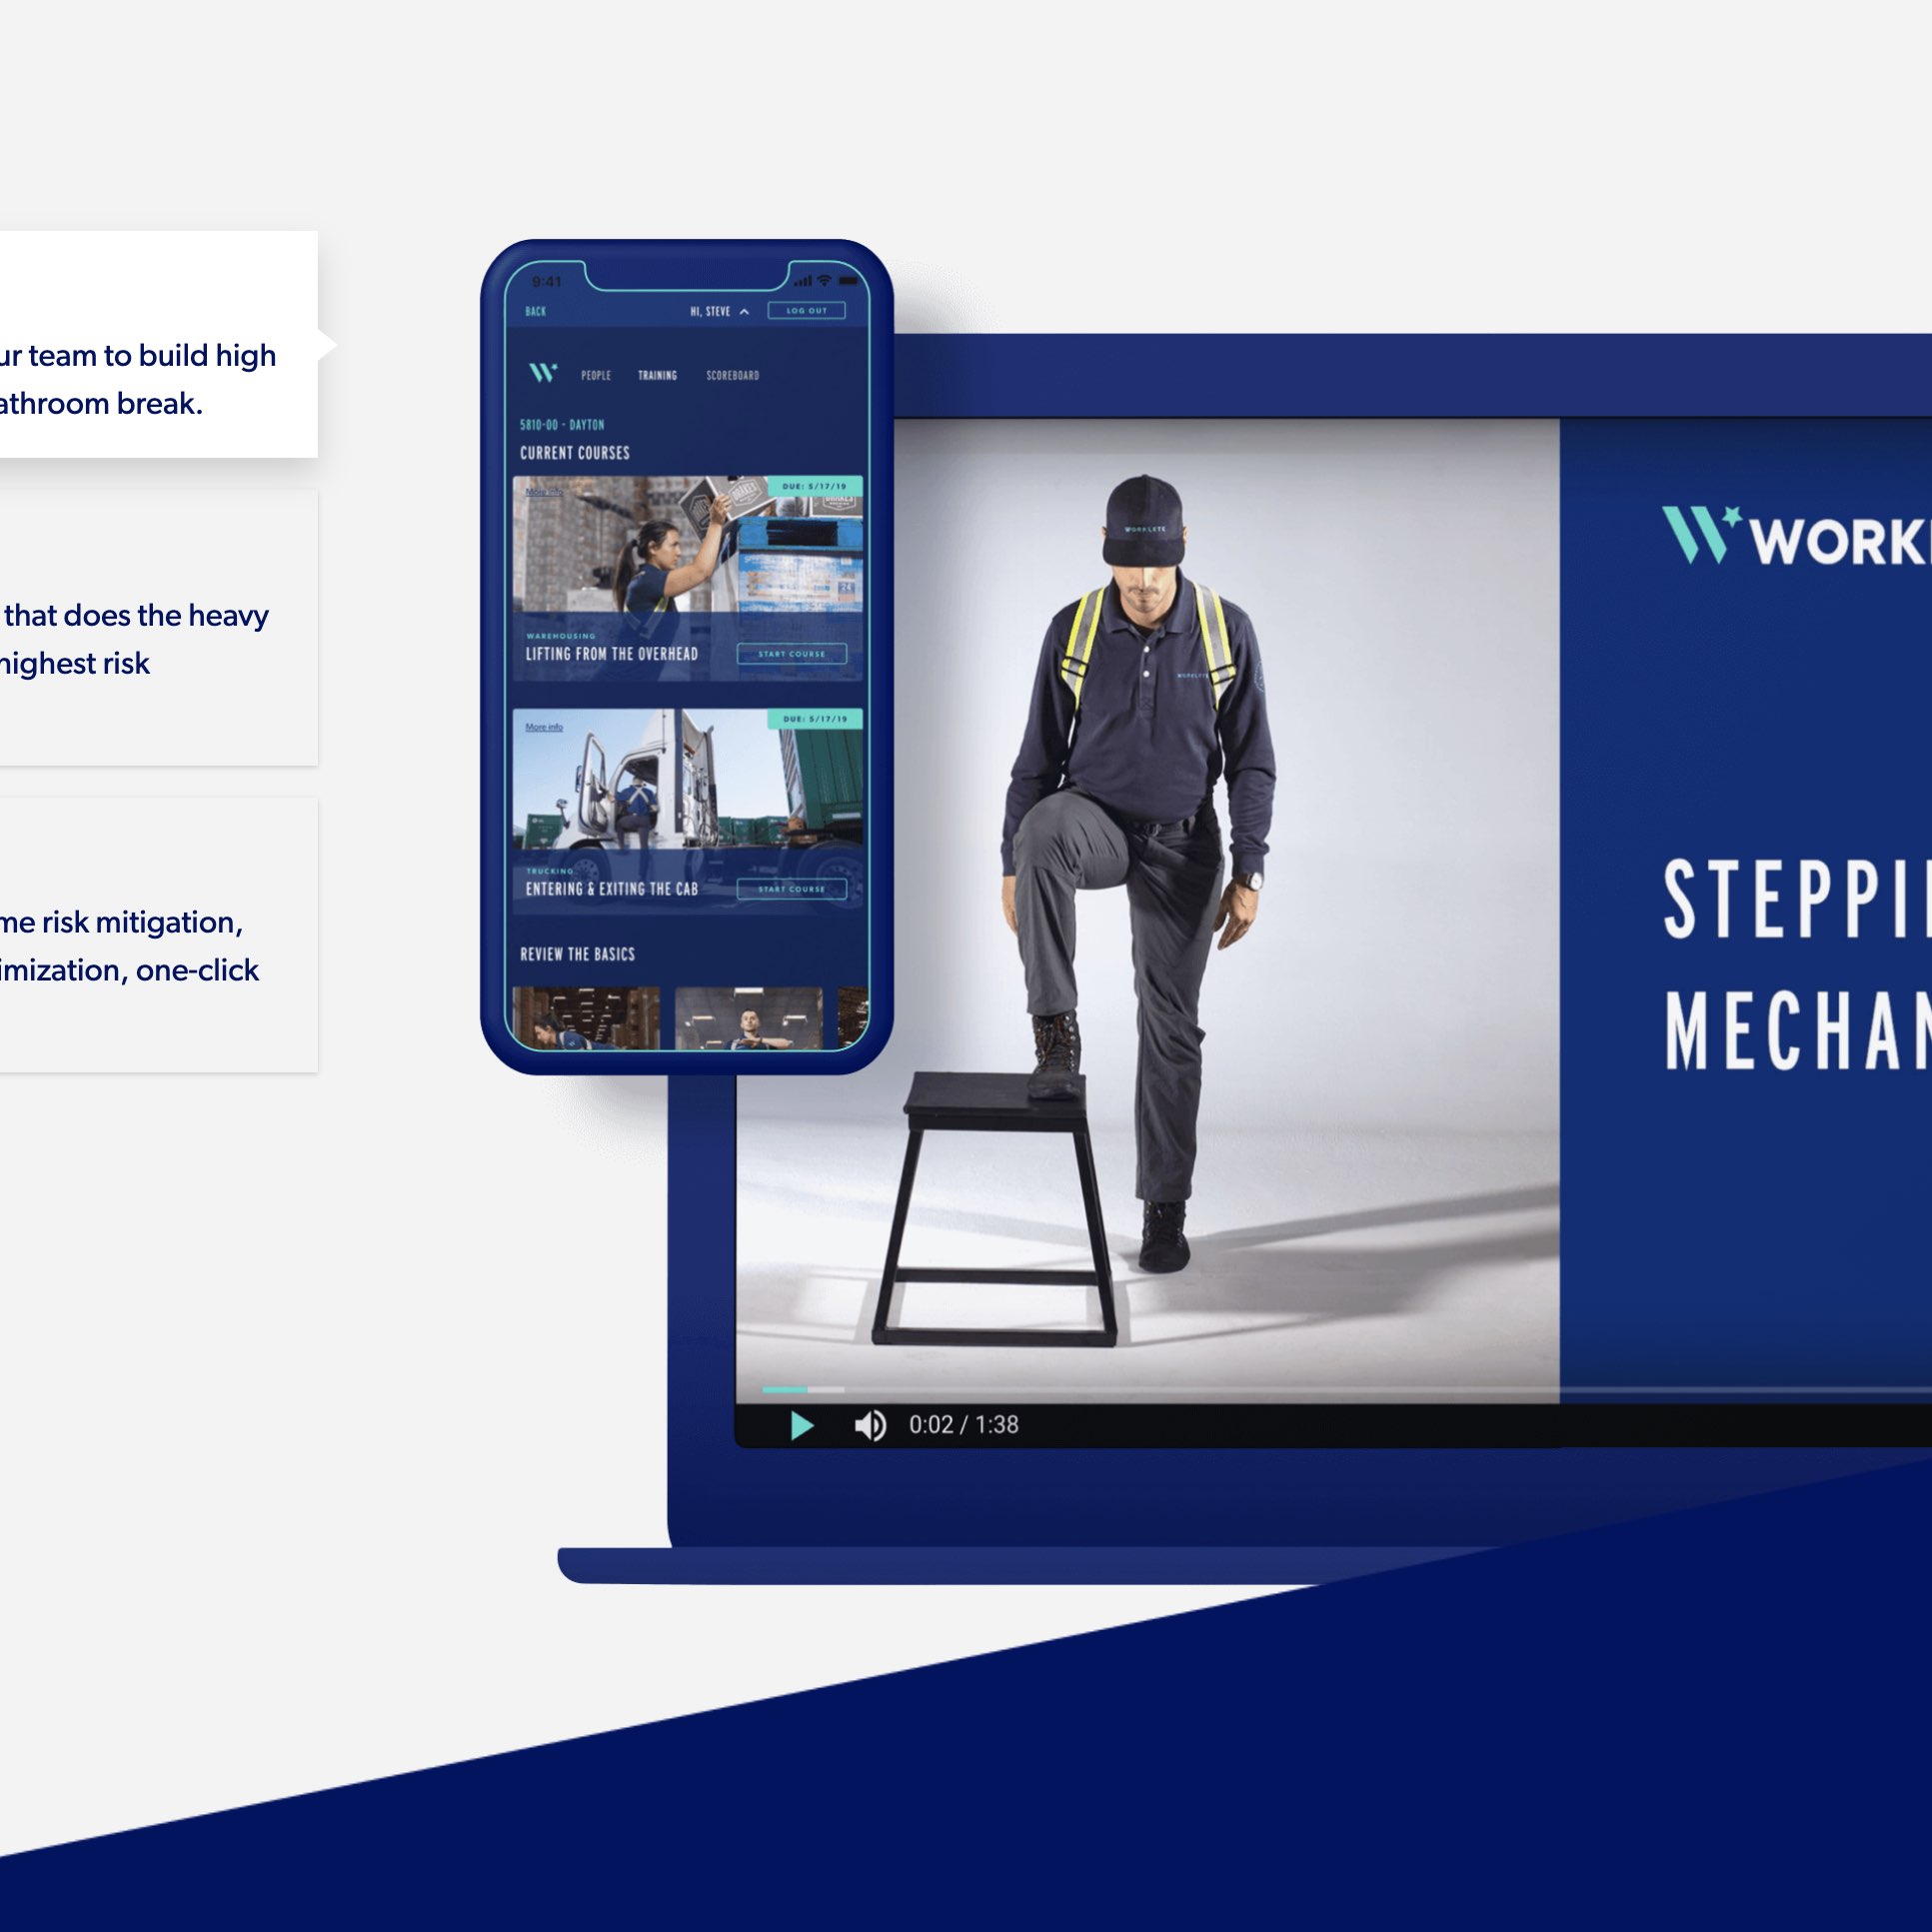 ur team to build high
athroom break.
that does the heavy
highest risk
me risk mitigation,
imization, one-click
9:41
BACK
HI, STEVE
LOG OUT
PEOPLE
TRAINING
SCOREBOARD
5810-00 - DAYTON
CURRENT COURSES
More info
DUE: 5/17/19
WAREHOUSING
LIFTING FROM THE OVERHEAD
START COURSE
More info
DUE: 5/17/19
TRUCKING
ENTERING & EXITING THE CAB
START COURSE
REVIEW THE BASICS
WORKLETE
WORKLETE
WORK
STEPPI
MECHAN
0:02 / 1:38